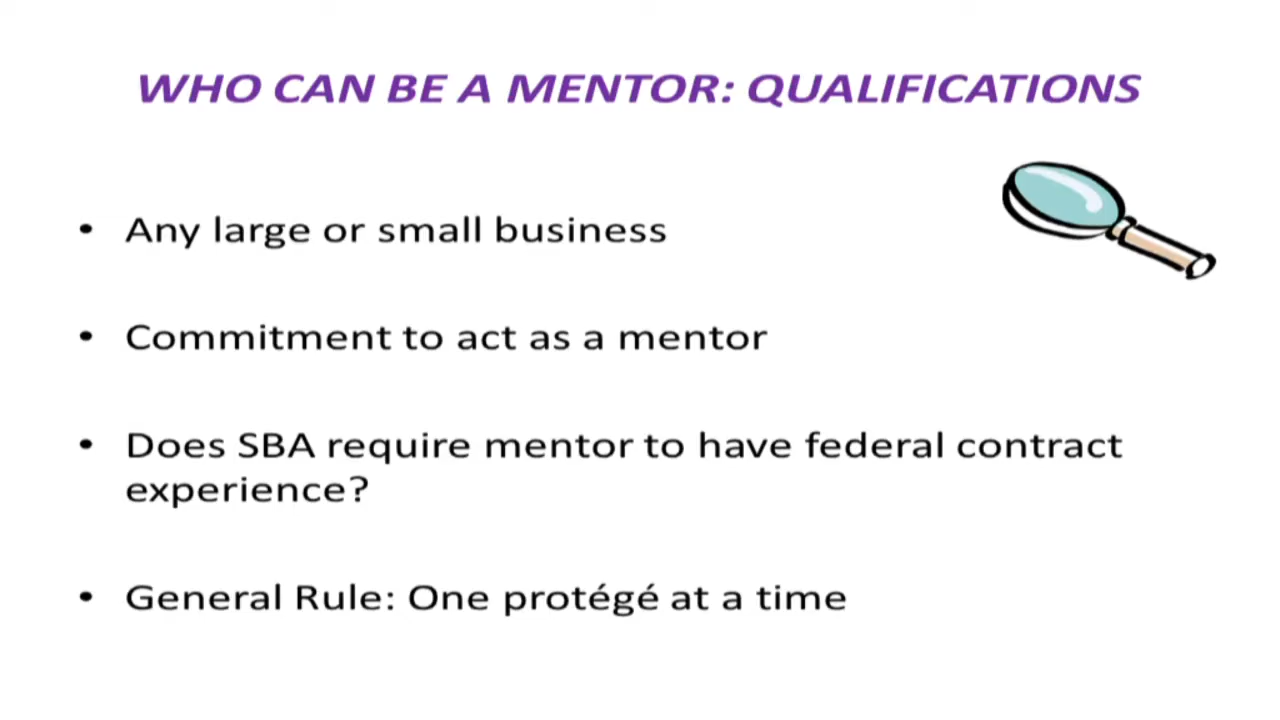 WHO CAN BE A MENTOR: QUALIFICATIONS
• Any large or small business
• Commitment to act as a mentor
• Does SBA require mentor to have federal contract
experience?
• General Rule: One protégé at a time